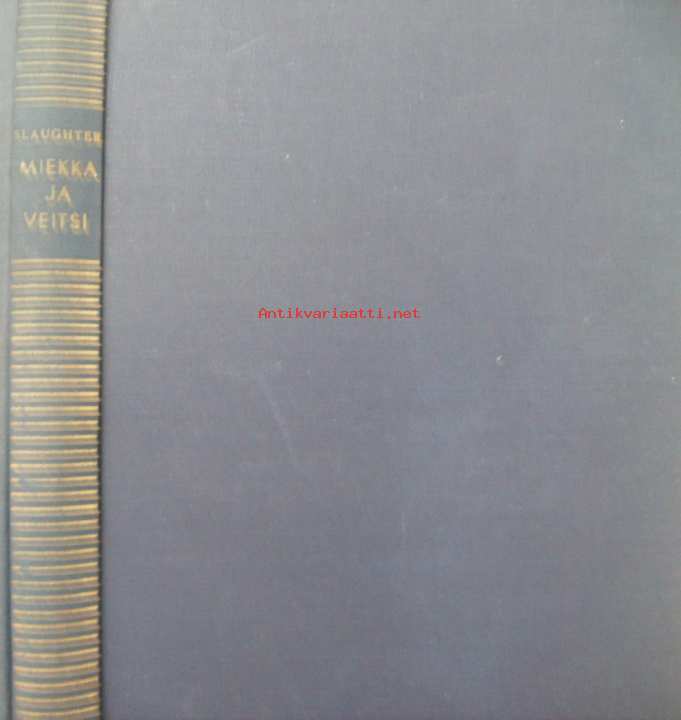 SLAUGHTER
MIEKKA
JA
VEITSI
Antikvariaatti.net